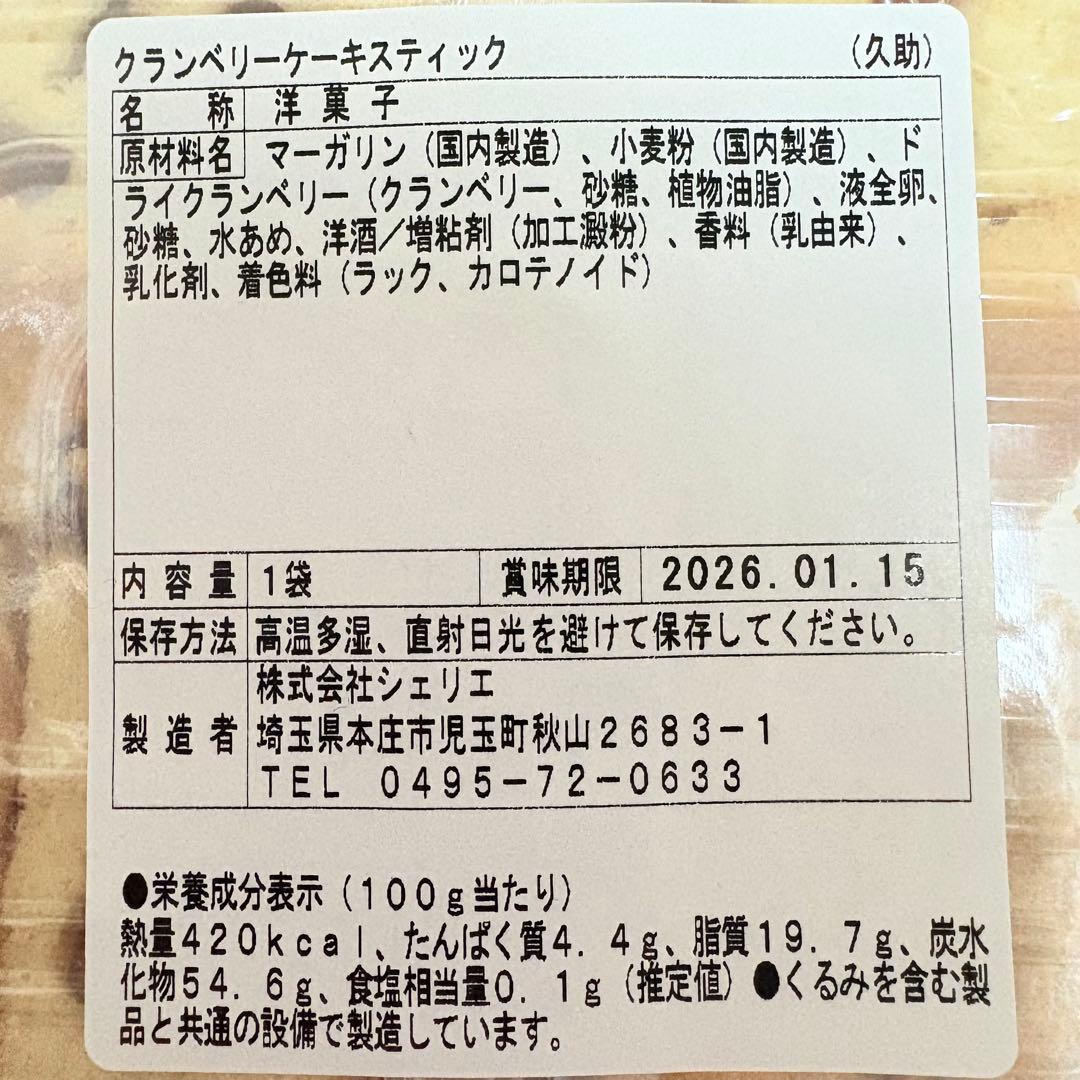 クランベリーケーキスティック （久助）
名称 洋菓子
原材料名 マーガリン（国内製造）、小麦粉（国内製造）、ド
ライクランベリー（クランベリー、砂糖、植物油脂）、液全卵、
砂糖、水あめ、洋酒／増粘剤（加工澱粉）、香料（乳由来）、
乳化剤、着色料（ラック、カロテノイド）
内容量 1袋 賞味期限 2026.01.15
保存方法 高温多湿、直射日光を避けて保存してください。
株式会社シェリエ
製造者 埼玉県本庄市児玉町秋山２６８３－１
ＴＥＬ ０４９５－７２－０６３３
●栄養成分表示（１００ｇ当たり）
熱量４２０ｋｃａｌ、たんぱく質４．４ｇ、脂質１９．７ｇ、炭水
化物５４．６ｇ、食塩相当量０．１ｇ（推定値）●くるみを含む製
品と共通の設備で製造しています。